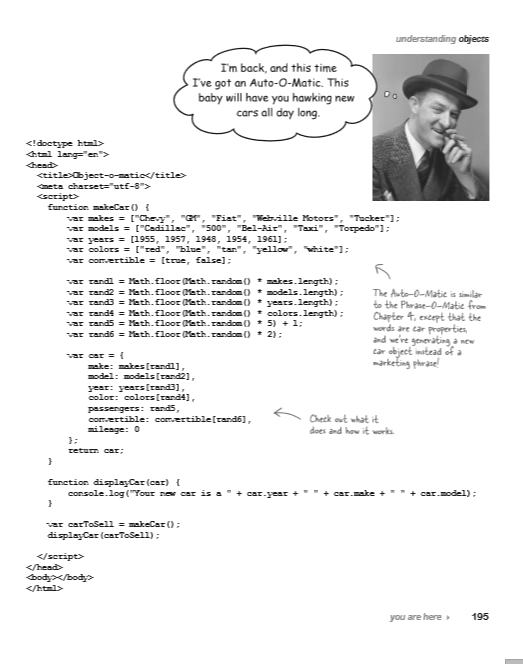 understanding objects
I'm back, and this time
I've got an Auto-O-Matic. This
baby will have you hawking new
cars all day long.
<!doctype html>
<html lang="en">
<head>
<title>Object-o-matic</title>
<meta charset="utf-8">
<script>
function makeCar() {
var makes = ["Chevy", "GM", "Fiat", "Webville Motors", "Tucker"];
var models = ["Cadillac", "500", "Bel-Air", "Taxi", "Torpedo"];
var years = [1955, 1957, 1948, 1954, 1961];
var colors = ["red", "blue", "tan", "yellow", "white"];
var convertible = [true, false];
var rand1 = Math.floor(Math.random() * makes.length);
var rand2 = Math.floor(Math.random() * models.length);
var rand3 = Math.floor(Math.random() * years.length);
var rand4 = Math.floor(Math.random() * colors.length);
var rand5 = Math.floor(Math.random() * 5) + 1;
var rand6 = Math.floor(Math.random() * 2);
The Auto-O-Matic is similar
to the Phrase-O-Matic from
Chapter 4, except that the
words are car properties,
and we're generating a new
car object instead of a
marketing phrase!
var car = {
make: makes[rand1],
model: models[rand2],
year: years[rand3],
color: colors[rand4],
passengers: rand5,
convertible: convertible[rand6],
mileage: 0
};
return car;
}
Check out what it
does and how it works.
function displayCar(car) {
console.log("Your new car is a " + car.year + " " + car.make + " " + car.model);
}
var carToSell = makeCar();
displayCar(carToSell);
</script>
</head>
<body></body>
</html>
you are here ▸ 195